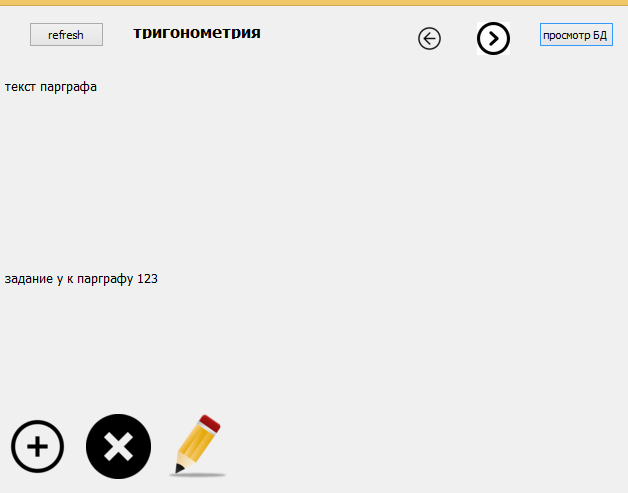 refresh
тригонометрия
просмотр БД
текст парграфа
задание у к парграфу 123